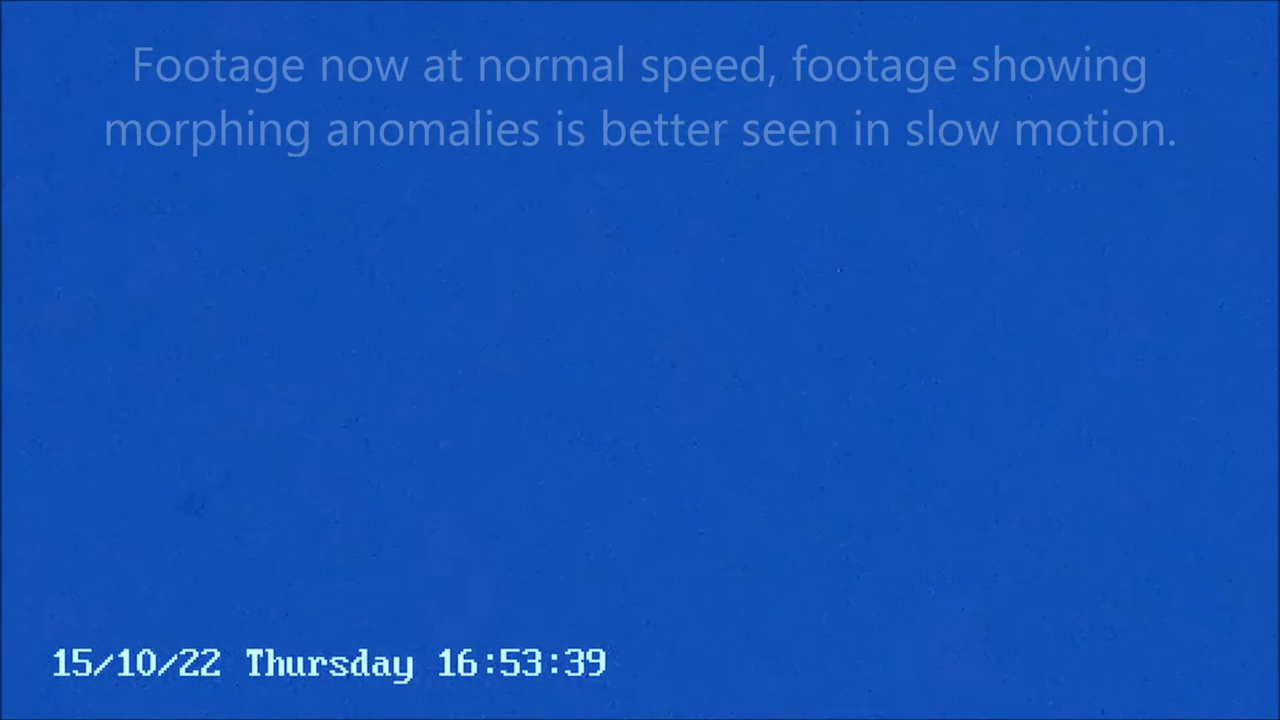 Footage now at normal speed, footage showing
morphing anomalies is better seen in slow motion.
15/10/22 Thursday 16:53:39